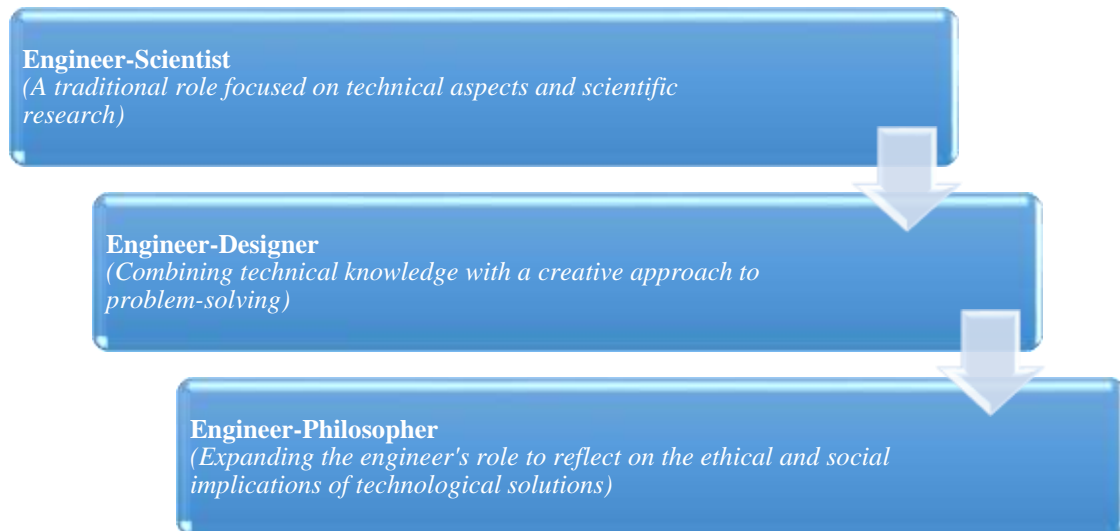 Engineer-Scientist
(A traditional role focused on technical aspects and scientific
research)
Engineer-Designer
(Combining technical knowledge with a creative approach to
problem-solving)
Engineer-Philosopher
(Expanding the engineer's role to reflect on the ethical and social
implications of technological solutions)